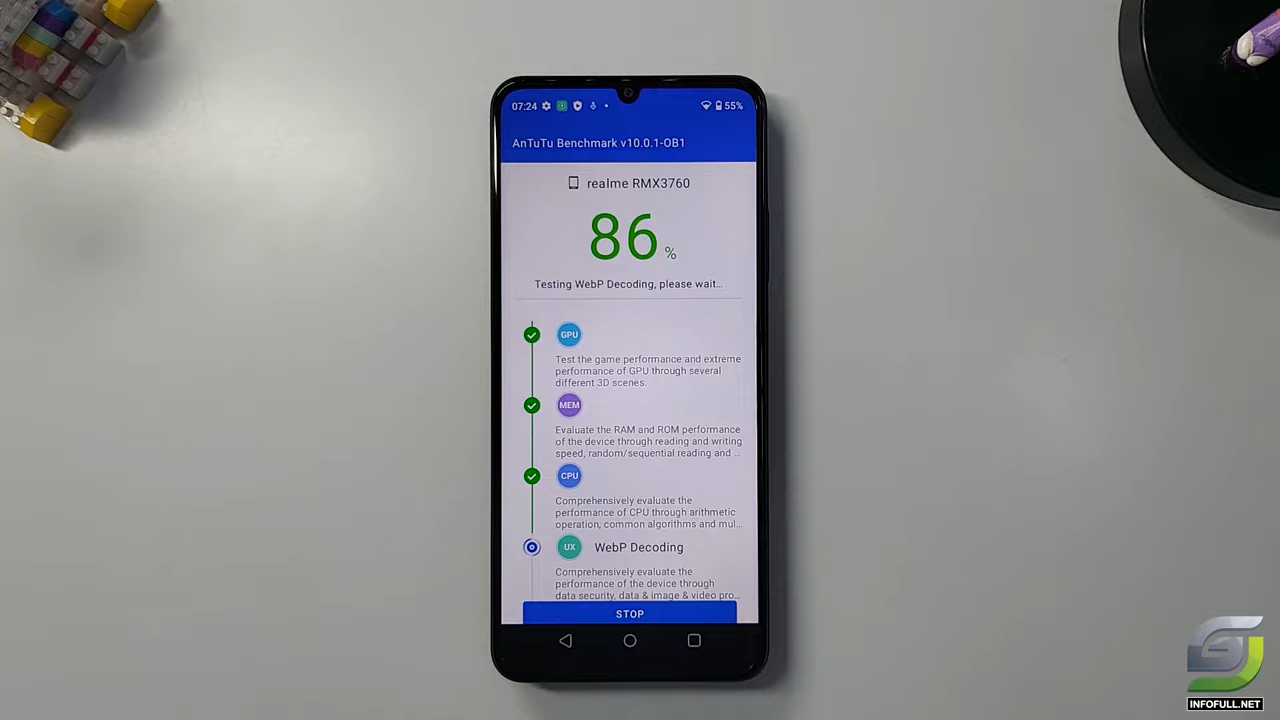 07:24 55%
AnTuTu Benchmark v10.0.1-OB1
realme RMX3760
86 %
Testing WebP Decoding, please wait...
GPU
Test the game performance and extreme
performance of GPU through several
different 3D scenes.
MEM
Evaluate the RAM and ROM performance
of the device through reading and writing
speed, random/sequential reading and ...
CPU
Comprehensively evaluate the
performance of CPU through arithmetic
operation, common algorithms and mul...
UX WebP Decoding
Comprehensively evaluate the
performance of the device through
data security, data & image & video pro...
STOP
INFOFULL.NET